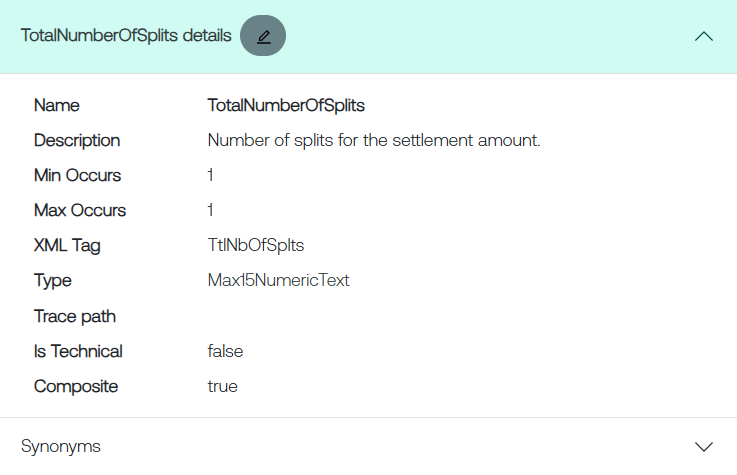 TotalNumberOfSplits details
Name TotalNumberOfSplits
Description Number of splits for the settlement amount.
Min Occurs 1
Max Occurs 1
XML Tag TtlNbOfSplts
Type Max15NumericText
Trace path
Is Technical false
Composite true
Synonyms